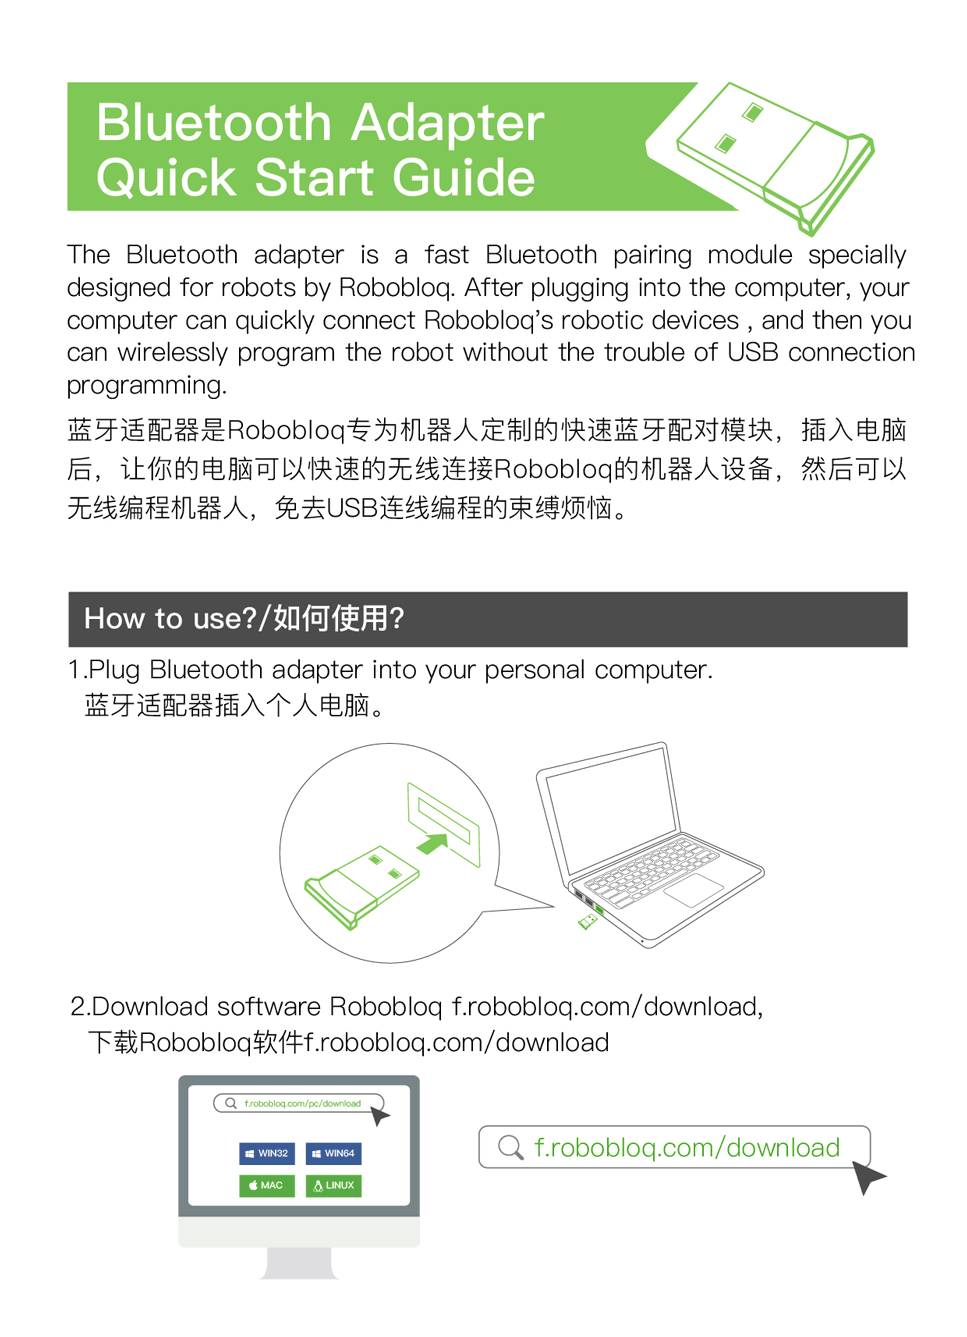 Bluetooth Adapter
Quick Start Guide
The Bluetooth adapter is a fast Bluetooth pairing module specially
designed for robots by Robobloq. After plugging into the computer, your
computer can quickly connect Robobloq's robotic devices , and then you
can wirelessly program the robot without the trouble of USB connection
programming.
蓝牙适配器是Robobloq专为机器人定制的快速蓝牙配对模块，插入电脑
后，让你的电脑可以快速的无线连接Robobloq的机器人设备，然后可以
无线编程机器人，免去USB连线编程的束缚烦恼。
How to use?/如何使用?
1.Plug Bluetooth adapter into your personal computer.
蓝牙适配器插入个人电脑。
2.Download software Robobloq f.robobloq.com/download,
下载Robobloq软件f.robobloq.com/download
f.robobloq.com/pc/download
WIN32 WIN64
MAC LINUX
f.robobloq.com/download